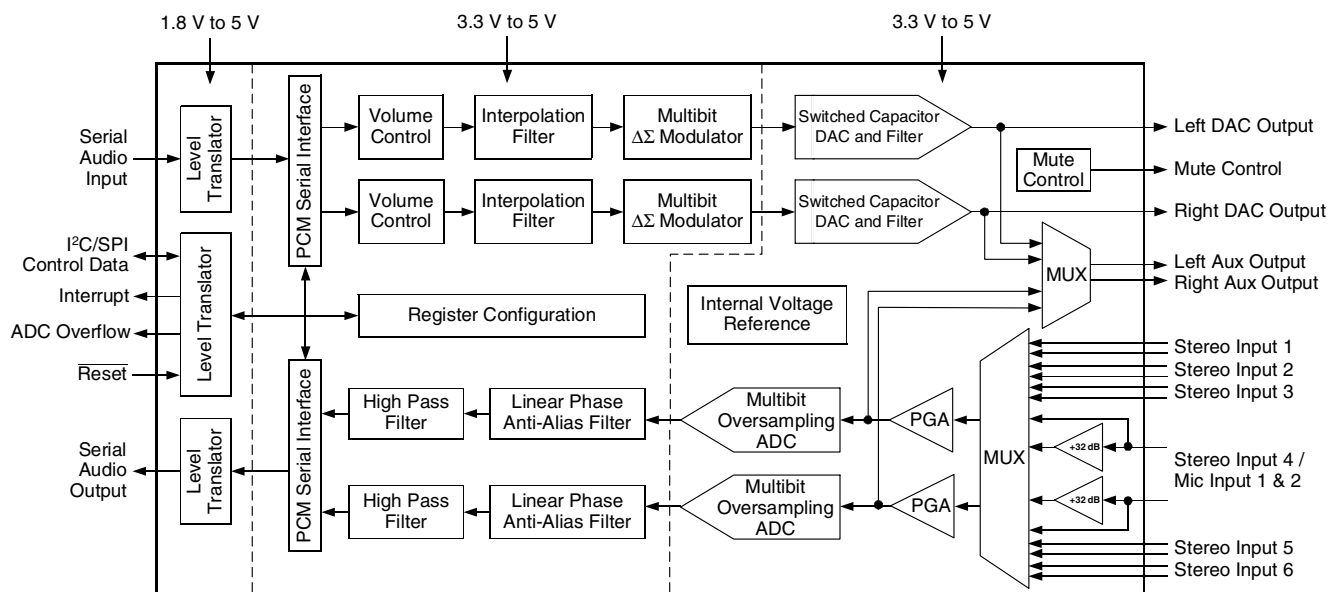 1.8 V to 5 V
3.3 V to 5 V
3.3 V to 5 V
Serial
Audio
Input
Level
Translator
PCM Serial Interface
Volume
Control
Interpolation
Filter
Multibit
ΔΣ Modulator
Switched Capacitor
DAC and Filter
Left DAC Output
Mute
Control
Mute Control
Volume
Control
Interpolation
Filter
Multibit
ΔΣ Modulator
Switched Capacitor
DAC and Filter
Right DAC Output
I²C/SPI
Control Data
Interrupt
ADC Overflow
Reset
Level Translator
Register Configuration
Internal Voltage
Reference
MUX
Left Aux Output
Right Aux Output
Serial
Audio
Output
Level
Translator
PCM Serial Interface
High Pass
Filter
Linear Phase
Anti-Alias Filter
Multibit
Oversampling
ADC
PGA
High Pass
Filter
Linear Phase
Anti-Alias Filter
Multibit
Oversampling
ADC
PGA
MUX
+32 dB
+32 dB
Stereo Input 1
Stereo Input 2
Stereo Input 3
Stereo Input 4 /
Mic Input 1 & 2
Stereo Input 5
Stereo Input 6